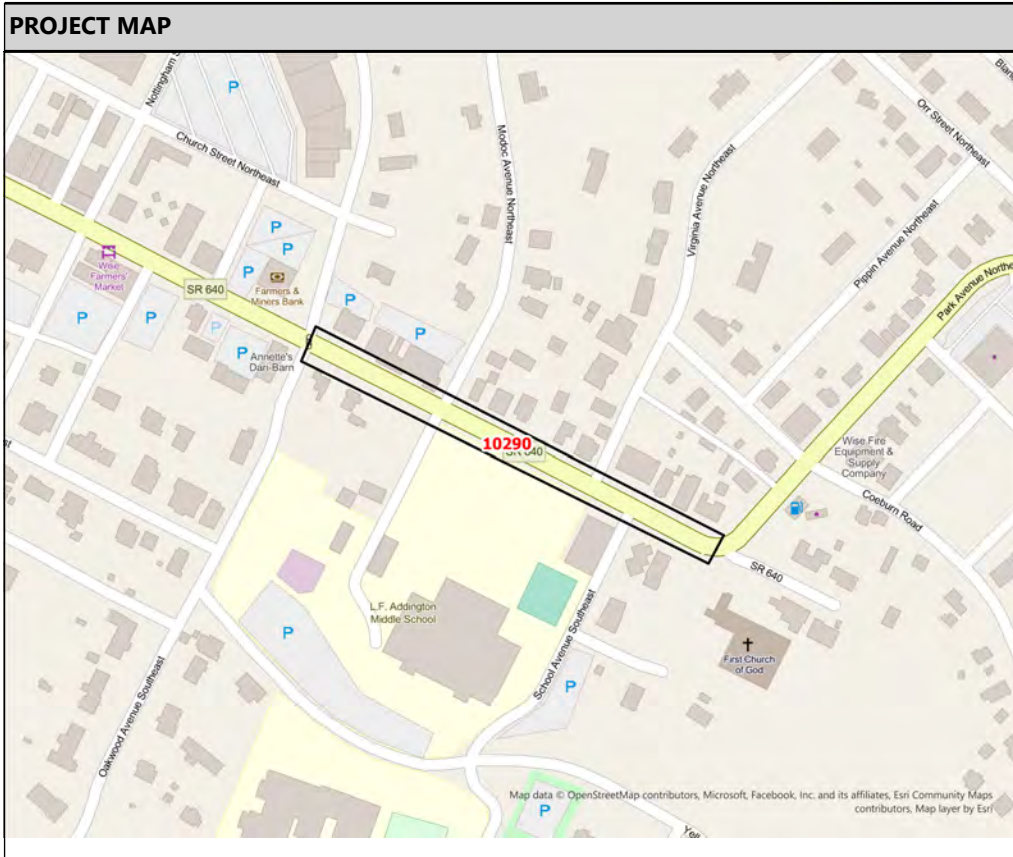 PROJECT MAP
Nottingham S
Church Street Northeast
Modoc Avenue Northeast
Virginia Avenue Northeast
Orr Street Northeast
Pippin Avenue Northeast
Park Avenue Northe
P
Wise
Farmers'
Market
SR 640
P
P
P
Farmers &
Miners Bank
P
P
P
P
P
P
Annette's
Dari-Barn
10290
SR 640
Wise Fire
Equipment &
Supply
Company
Coeburn Road
SR 640
L.F. Addington
Middle School
First Church
of God
School Avenue Southeast
Oakwood Avenue Southeast
P
P
P
Yell
Map data © OpenStreetMap contributors, Microsoft, Facebook, Inc. and its affiliates, Esri Community Maps
contributors, Map layer by Esri